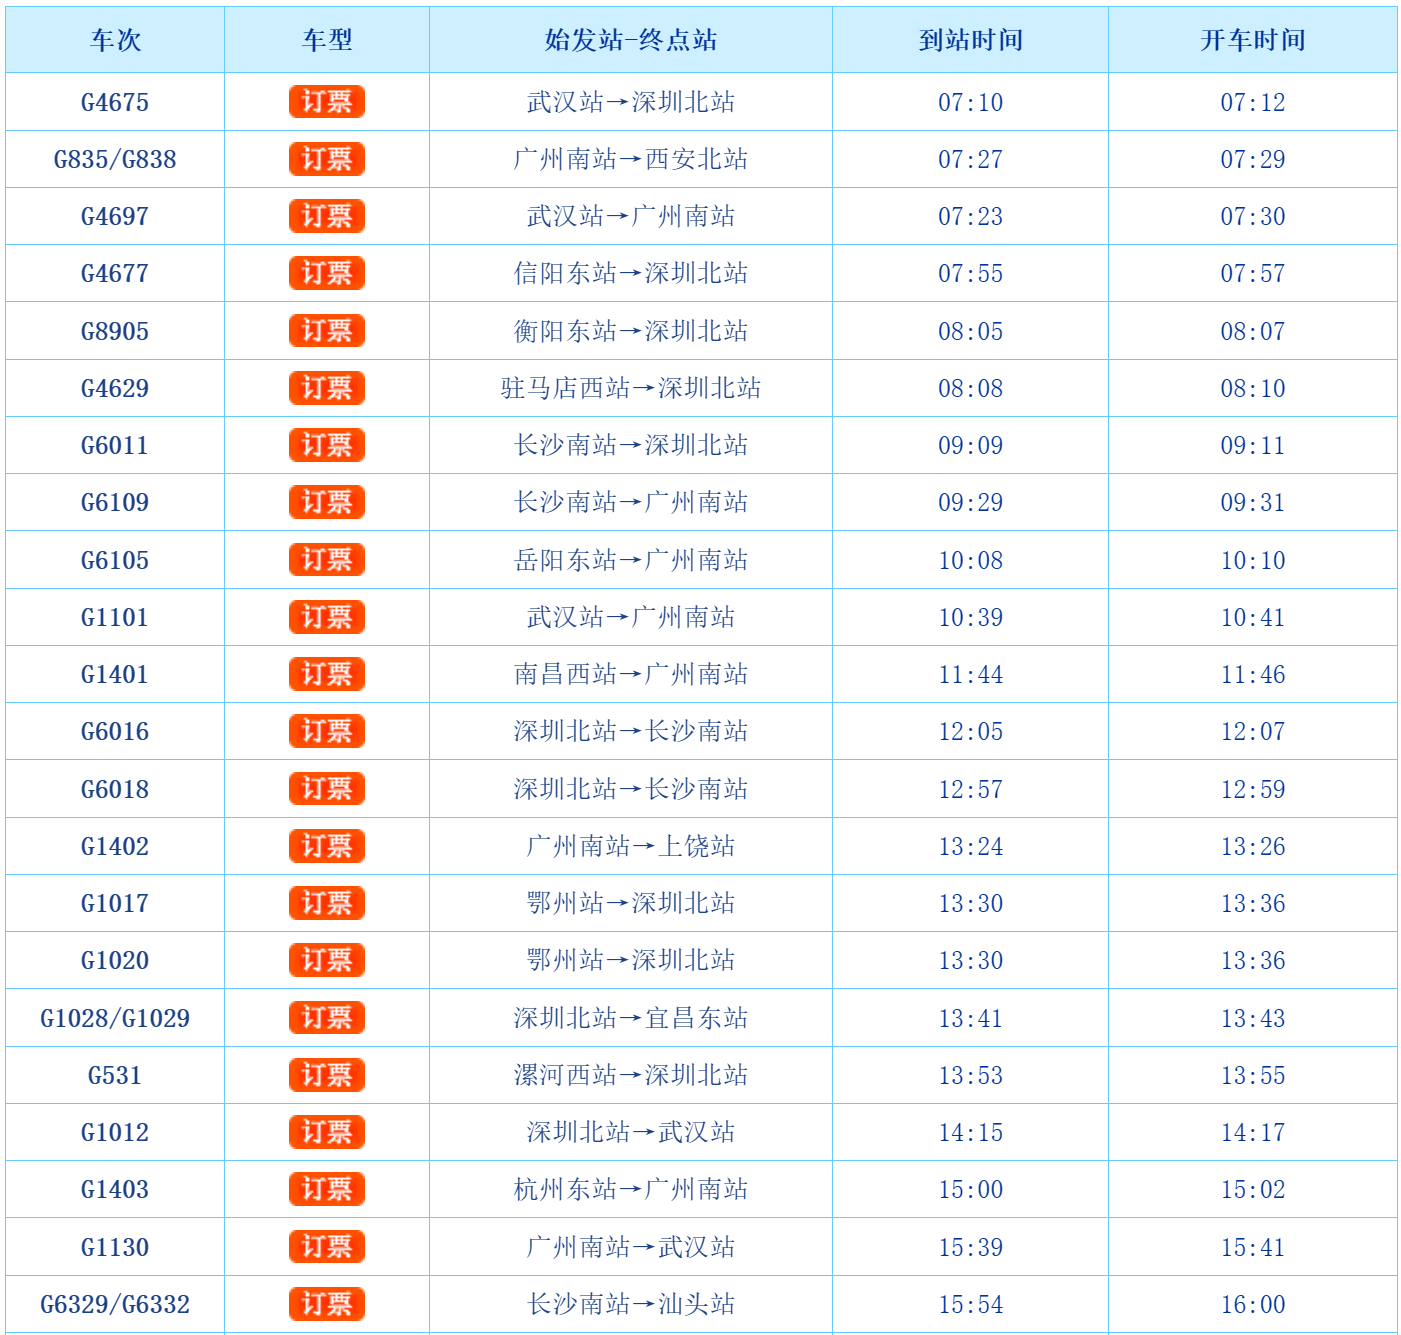 车次 车型 始发站-终点站 到站时间 开车时间
G4675 订票 武汉站→深圳北站 07:10 07:12
G835/G838 订票 广州南站→西安北站 07:27 07:29
G4697 订票 武汉站→广州南站 07:23 07:30
G4677 订票 信阳东站→深圳北站 07:55 07:57
G8905 订票 衡阳东站→深圳北站 08:05 08:07
G4629 订票 驻马店西站→深圳北站 08:08 08:10
G6011 订票 长沙南站→深圳北站 09:09 09:11
G6109 订票 长沙南站→广州南站 09:29 09:31
G6105 订票 岳阳东站→广州南站 10:08 10:10
G1101 订票 武汉站→广州南站 10:39 10:41
G1401 订票 南昌西站→广州南站 11:44 11:46
G6016 订票 深圳北站→长沙南站 12:05 12:07
G6018 订票 深圳北站→长沙南站 12:57 12:59
G1402 订票 广州南站→上饶站 13:24 13:26
G1017 订票 鄂州站→深圳北站 13:30 13:36
G1020 订票 鄂州站→深圳北站 13:30 13:36
G1028/G1029 订票 深圳北站→宜昌东站 13:41 13:43
G531 订票 漯河西站→深圳北站 13:53 13:55
G1012 订票 深圳北站→武汉站 14:15 14:17
G1403 订票 杭州东站→广州南站 15:00 15:02
G1130 订票 广州南站→武汉站 15:39 15:41
G6329/G6332 订票 长沙南站→汕头站 15:54 16:00